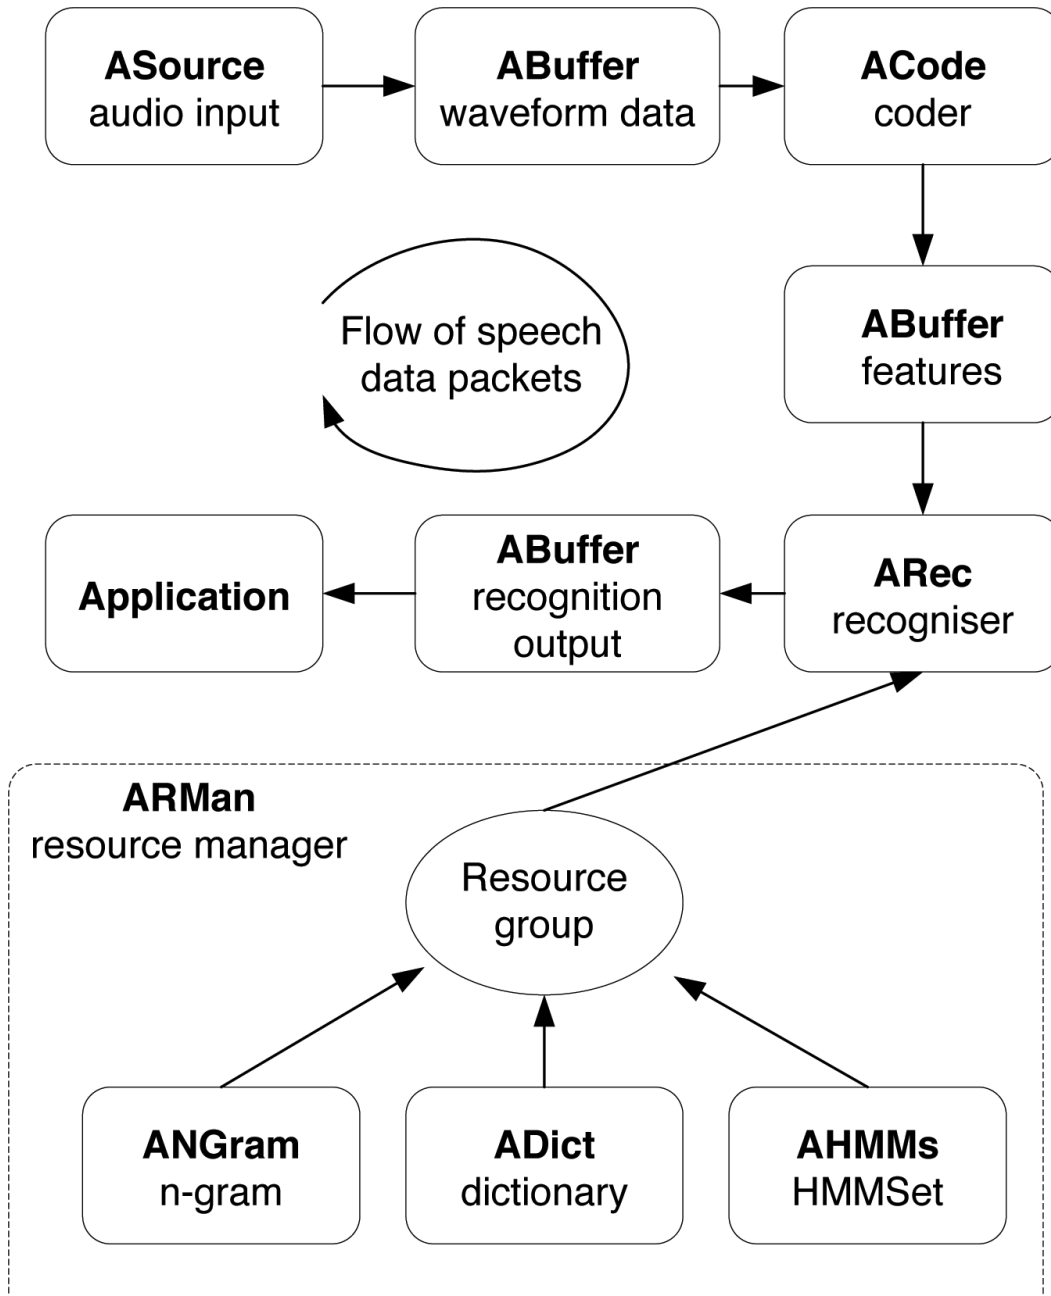 ASource
audio input
ABuffer
waveform data
ACode
coder
Flow of speech
data packets
ABuffer
features
Application
ABuffer
recognition
output
ARec
recogniser
ARMan
resource manager
Resource
group
ANGram
n-gram
ADict
dictionary
AHMMs
HMMSet